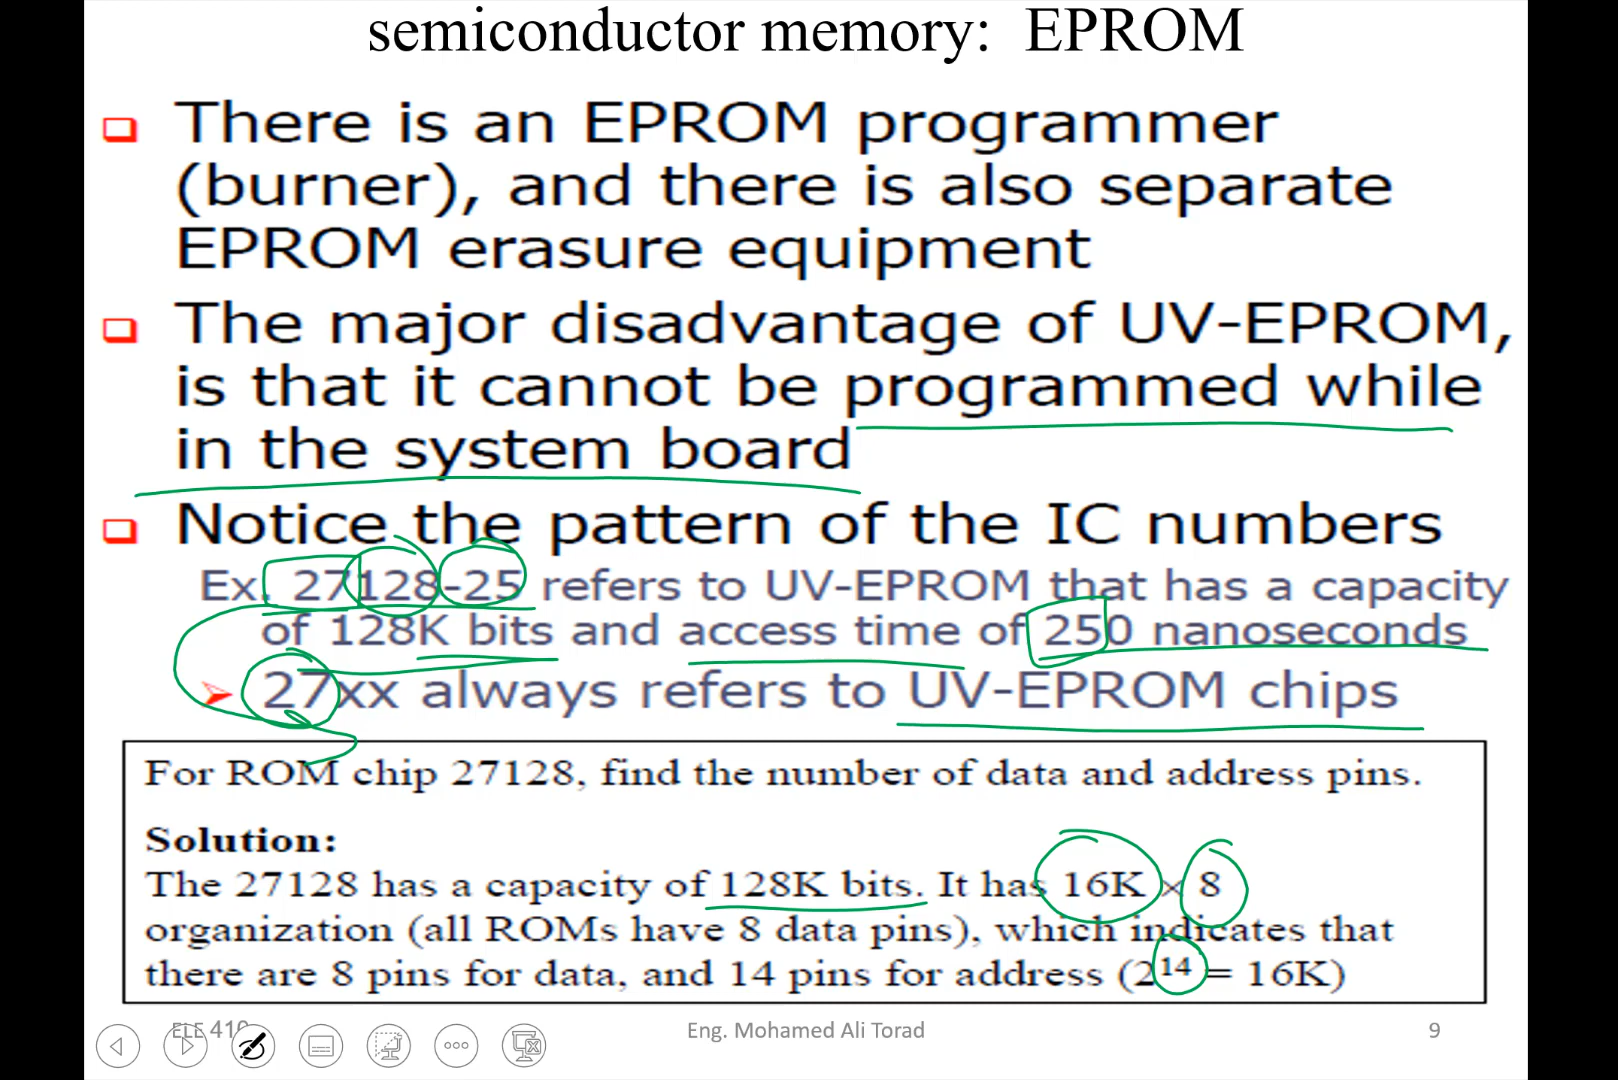 semiconductor memory: EPROM
There is an EPROM programmer
(burner), and there is also separate
EPROM erasure equipment
The major disadvantage of UV-EPROM,
is that it cannot be programmed while
in the system board
Notice the pattern of the IC numbers
Ex. 27128-25 refers to UV-EPROM that has a capacity
of 128K bits and access time of 250 nanoseconds
27xx always refers to UV-EPROM chips
For ROM chip 27128, find the number of data and address pins.
Solution:
The 27128 has a capacity of 128K bits. It has 16K × 8
organization (all ROMs have 8 data pins), which indicates that
there are 8 pins for data, and 14 pins for address (2¹⁴ = 16K)
ELE 410 Eng. Mohamed Ali Torad 9